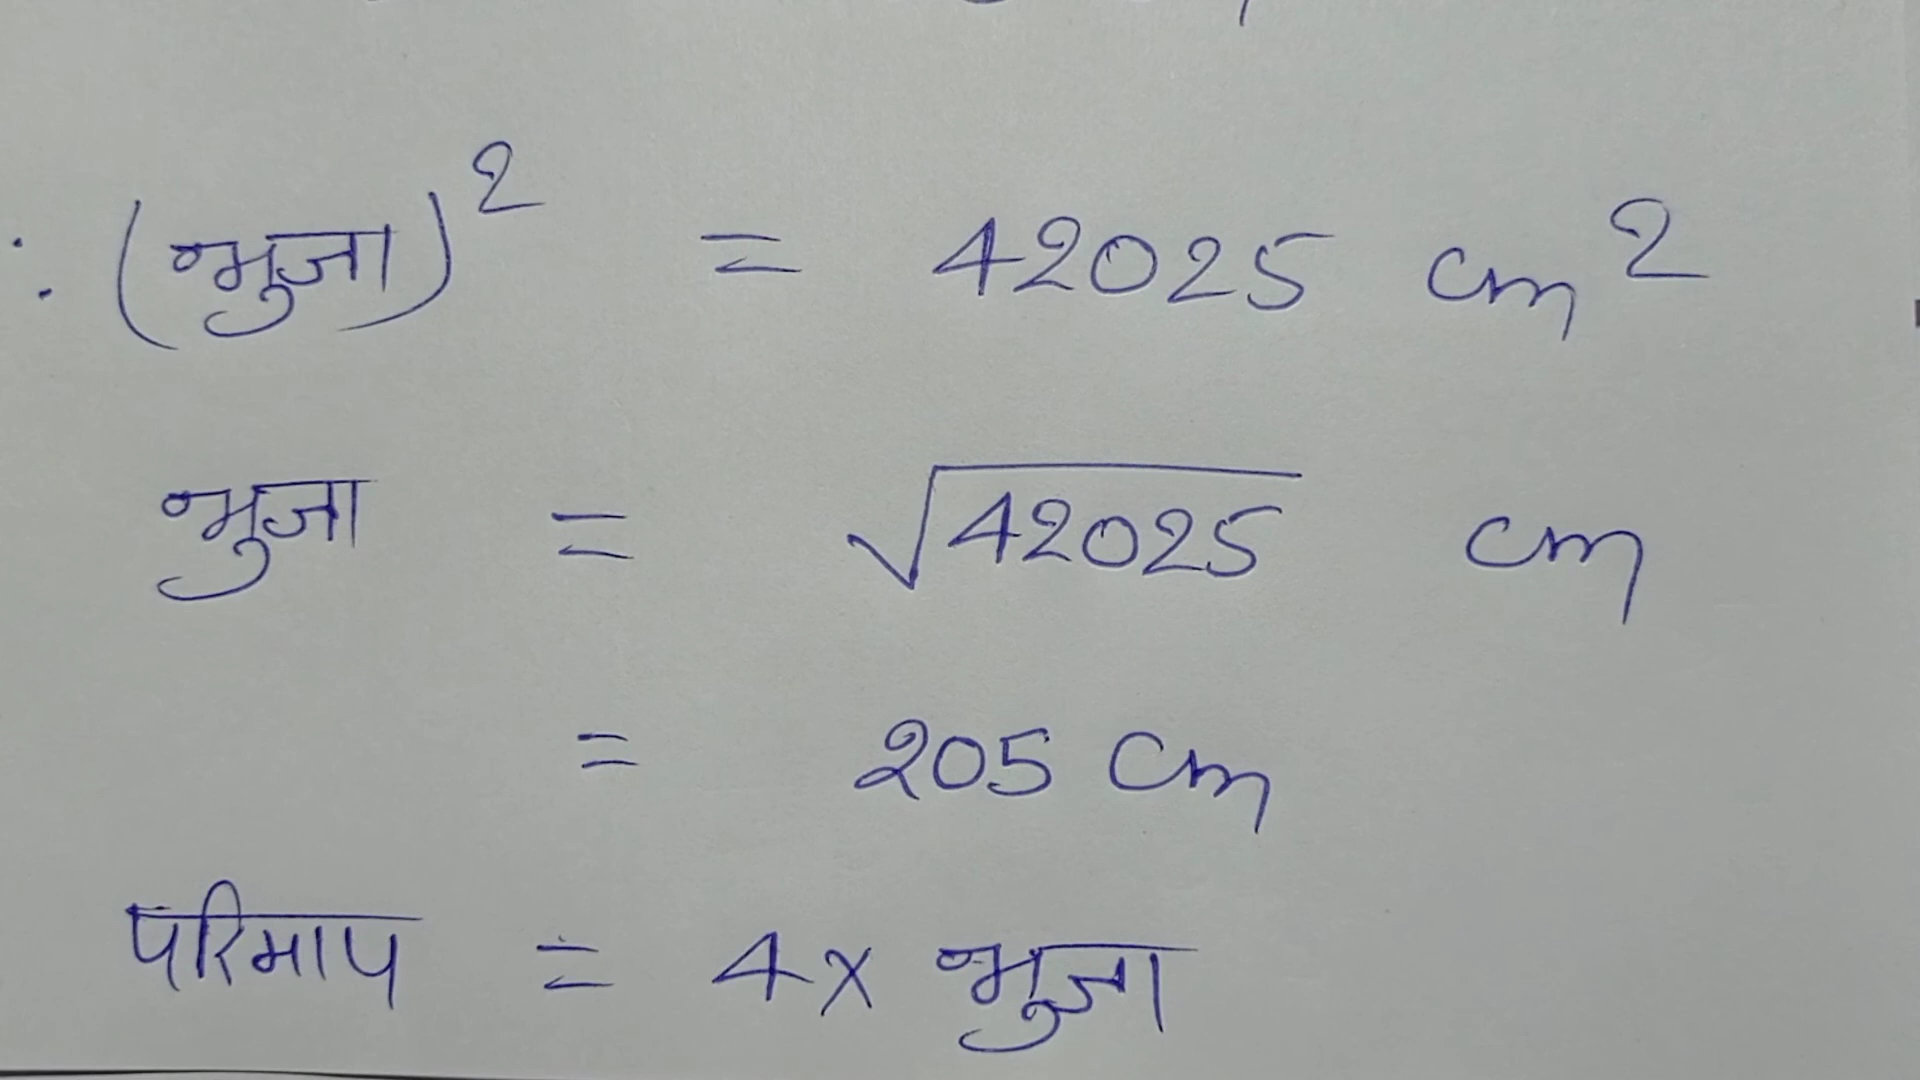 ∴ (भुजा)² = 42025 cm²
भुजा = √42025 cm
= 205 cm
परिमाप = 4 x भुजा